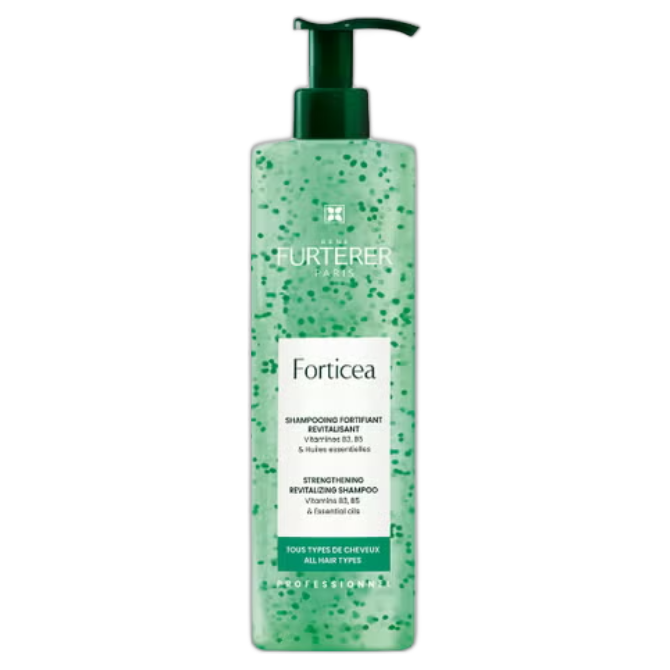 RENE
FURTERER
PARIS
Forticea
SHAMPOOING FORTIFIANT
REVITALISANT
Vitamines B3, B5
& Huiles essentielles
STRENGTHENING
REVITALIZING SHAMPOO
Vitamins B3, B5
& Essential oils
TOUS TYPES DE CHEVEUX
ALL HAIR TYPES
PROFESSIONNEL